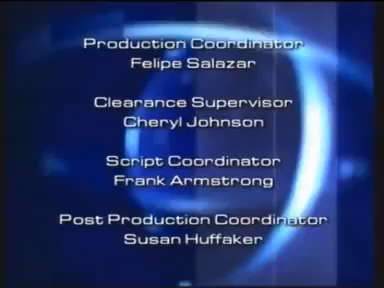 Production Coordinator
Felipe Salazar
Clearance Supervisor
Cheryl Johnson
Script Coordinator
Frank Armstrong
Post Production Coordinator
Susan Huffaker